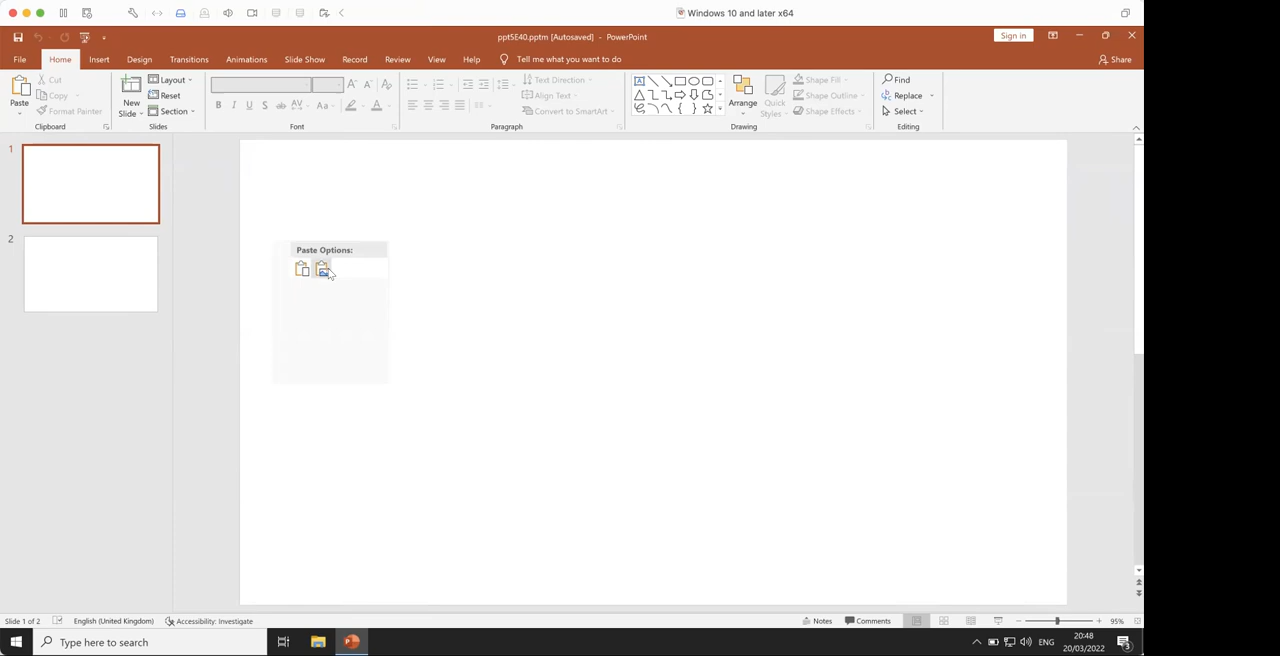 Windows 10 and later x64
ppt5E40.pptm [Autosaved] - PowerPoint
Sign in
File Home Insert Design Transitions Animations Slide Show Record Review View Help Tell me what you want to do
Share
Paste
Cut
Copy
Format Painter
Clipboard
New
Slide
Layout
Reset
Section
Slides
Font
Text Direction
Align Text
Convert to SmartArt
Paragraph
Arrange
Quick
Styles
Shape Fill
Shape Outline
Shape Effects
Drawing
Find
Replace
Select
Editing
1
2
Paste Options:
Slide 1 of 2
English (United Kingdom)
Accessibility: Investigate
Notes
Comments
95%
Type here to search
ENG
20:48
20/03/2022
3